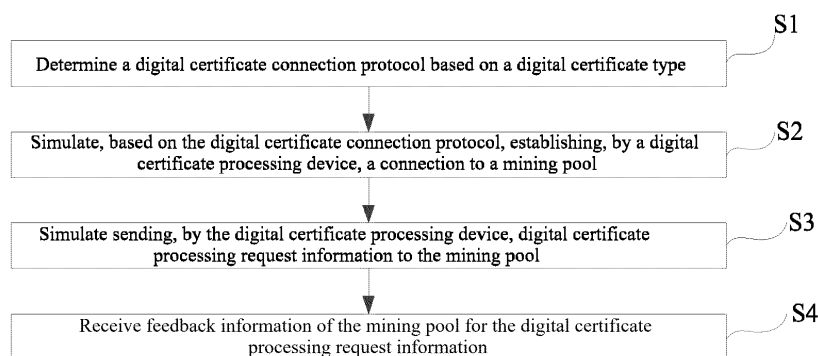 S1
Determine a digital certificate connection protocol based on a digital certificate type
S2
Simulate, based on the digital certificate connection protocol, establishing, by a digital
certificate processing device, a connection to a mining pool
S3
Simulate sending, by the digital certificate processing device, digital certificate
processing request information to the mining pool
S4
Receive feedback information of the mining pool for the digital certificate
processing request information